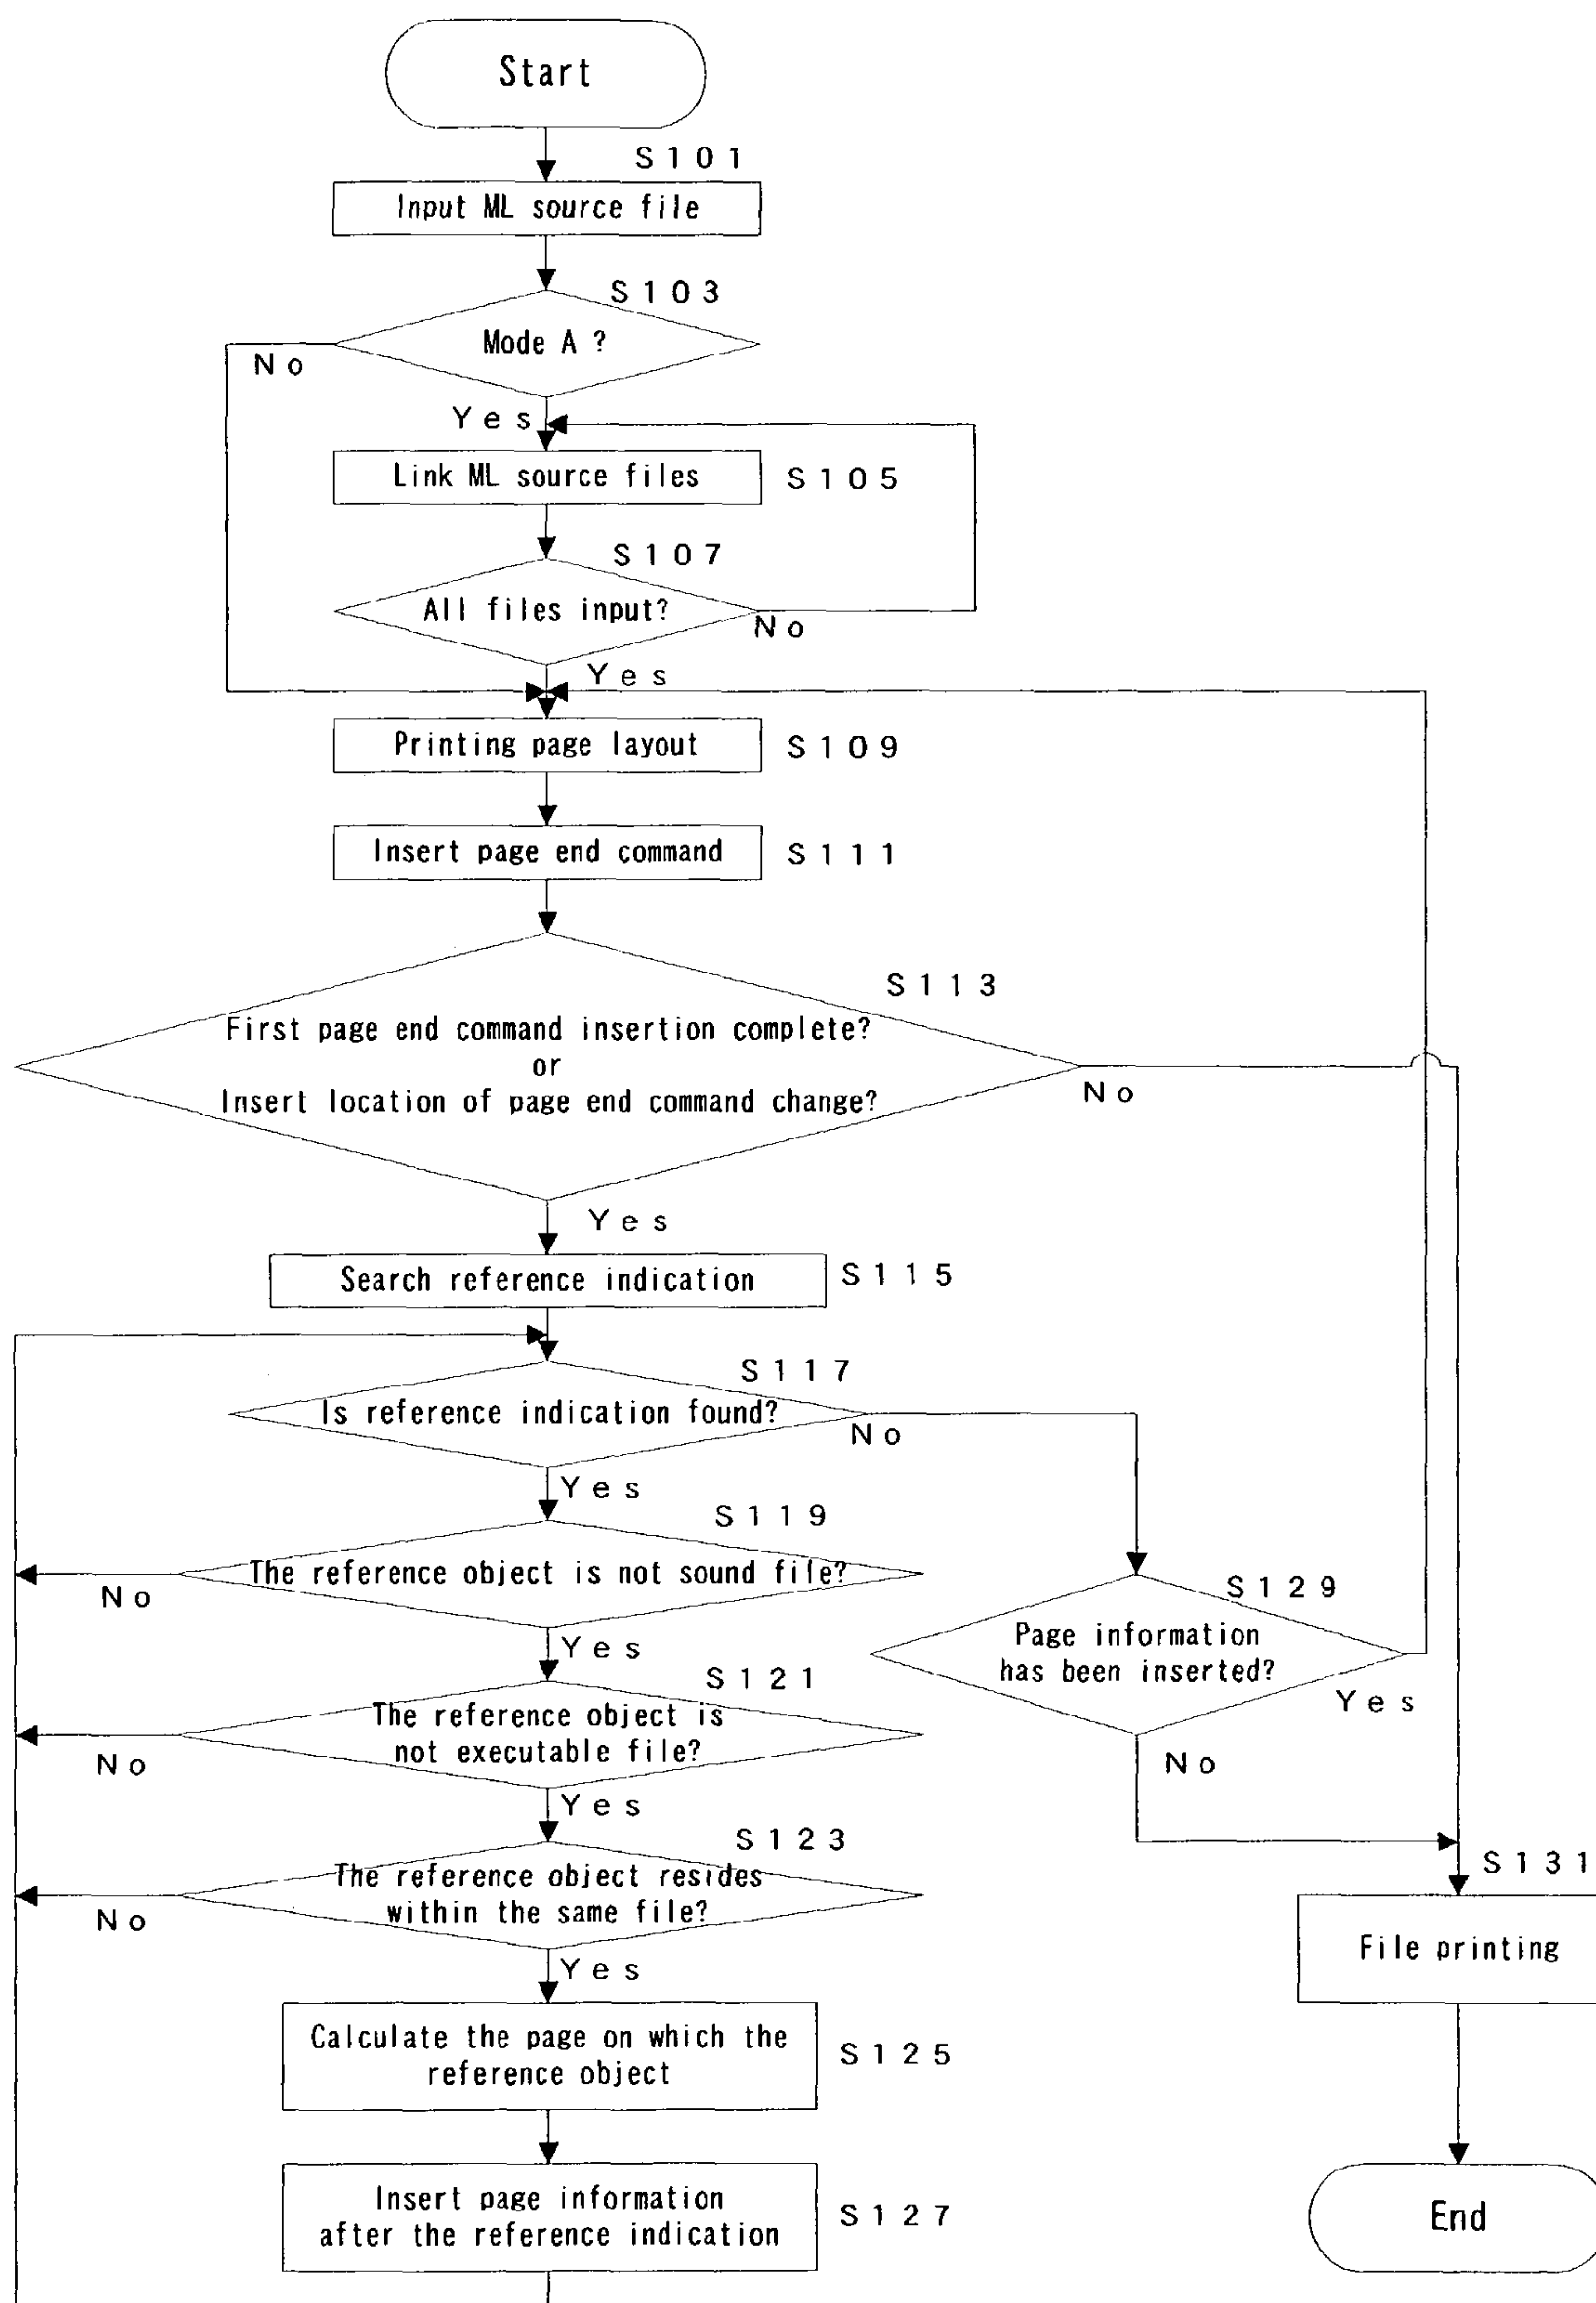 Start
S101
Input ML source file
S103
Mode A ?
No
Yes
Link ML source files
S105
S107
All files input?
No
Yes
Printing page layout
S109
Insert page end command
S111
S113
First page end command insertion complete?
or
Insert location of page end command change?
No
Yes
Search reference indication
S115
S117
Is reference indication found?
No
Yes
S119
The reference object is not sound file?
No
Yes
S121
The reference object is
not executable file?
No
Yes
S123
The reference object resides
within the same file?
No
Yes
Calculate the page on which the
reference object
S125
Insert page information
after the reference indication
S127
S129
Page information
has been inserted?
Yes
No
S131
File printing
End